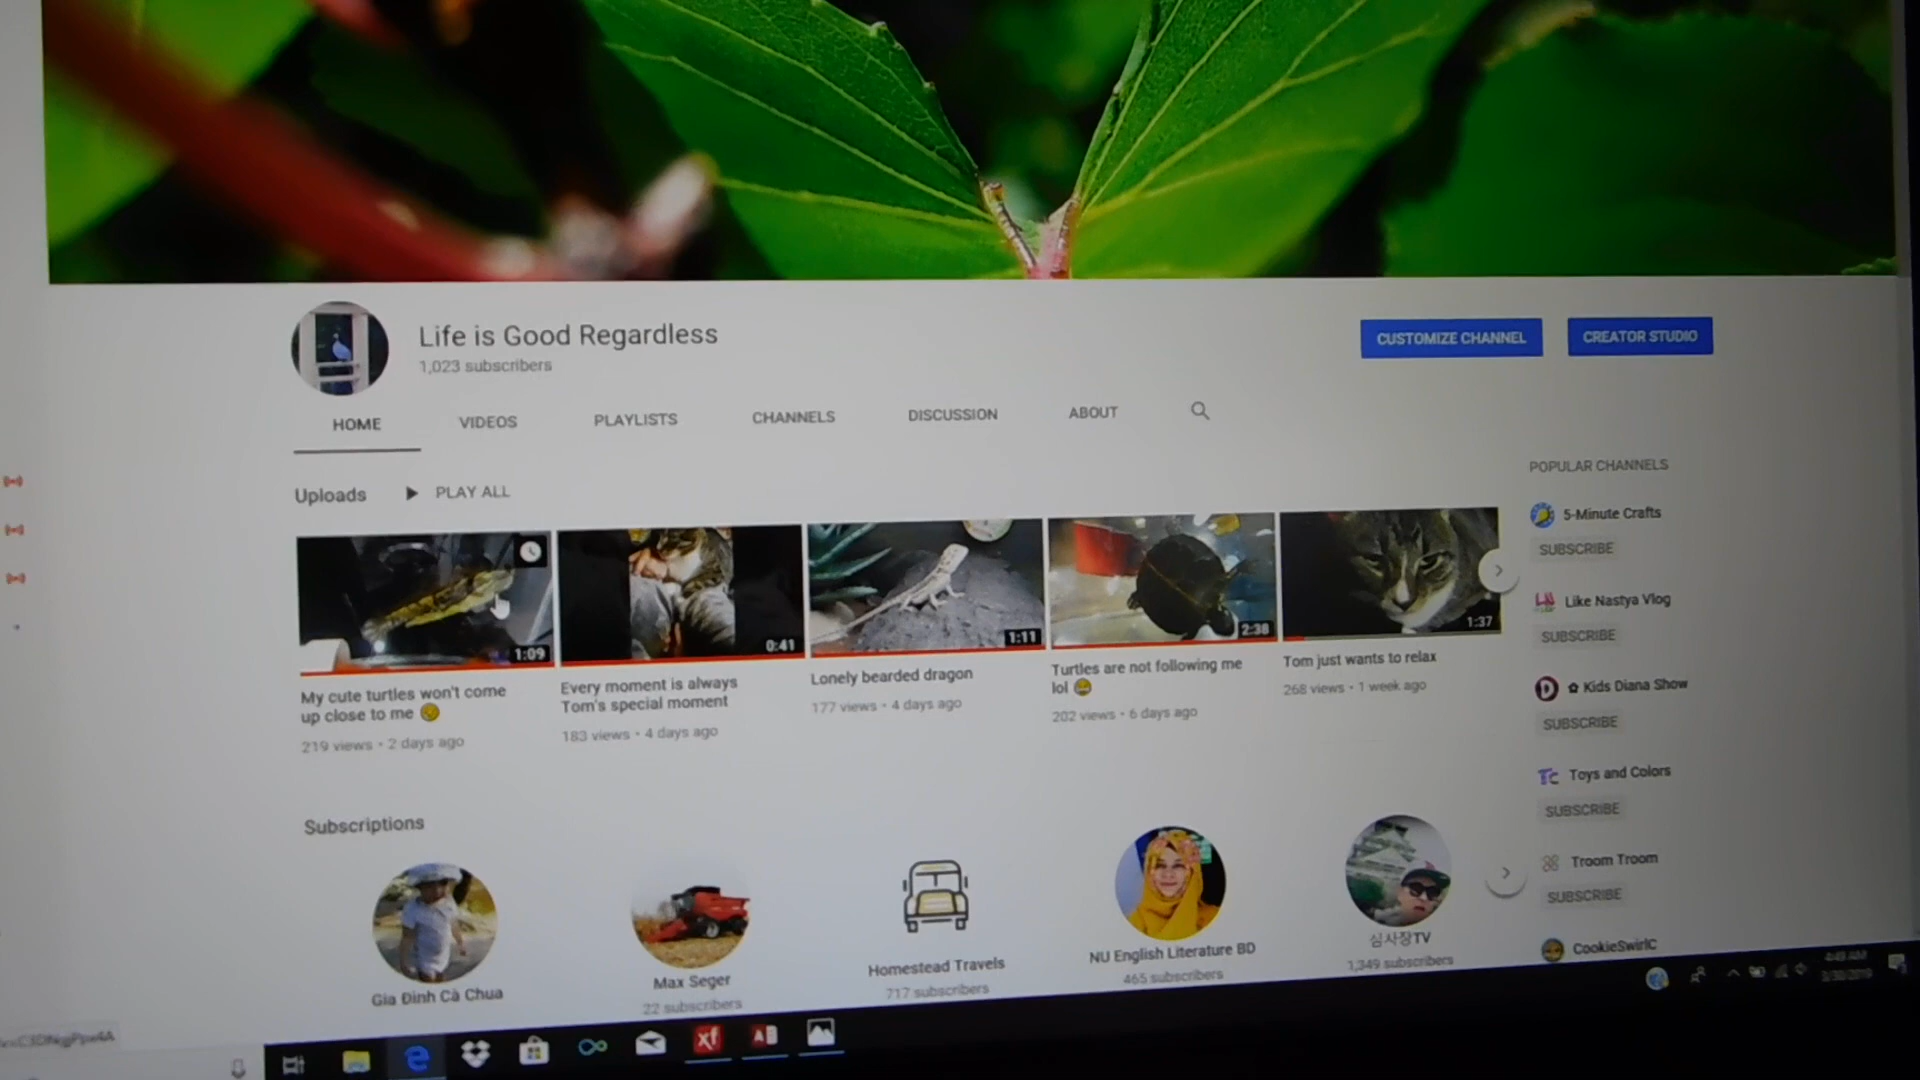 Life is Good Regardless
1,023 subscribers
CUSTOMIZE CHANNEL
CREATOR STUDIO
HOME
VIDEOS
PLAYLISTS
CHANNELS
DISCUSSION
ABOUT
Uploads
PLAY ALL
1:09
0:41
1:11
2:38
1:37
My cute turtles won't come
up close to me
219 views • 2 days ago
Every moment is always
Tom's special moment
183 views • 4 days ago
Lonely bearded dragon
177 views • 4 days ago
Turtles are not following me
lol
202 views • 6 days ago
Tom just wants to relax
268 views • 1 week ago
POPULAR CHANNELS
5-Minute Crafts
SUBSCRIBE
Like Nastya Vlog
SUBSCRIBE
✿ Kids Diana Show
SUBSCRIBE
Toys and Colors
SUBSCRIBE
Troom Troom
SUBSCRIBE
CookieSwirlC
Subscriptions
Gia Đình Cà Chua
Max Seger
22 subscribers
Homestead Travels
717 subscribers
NU English Literature BD
465 subscribers
심사장TV
1,349 subscribers
xf